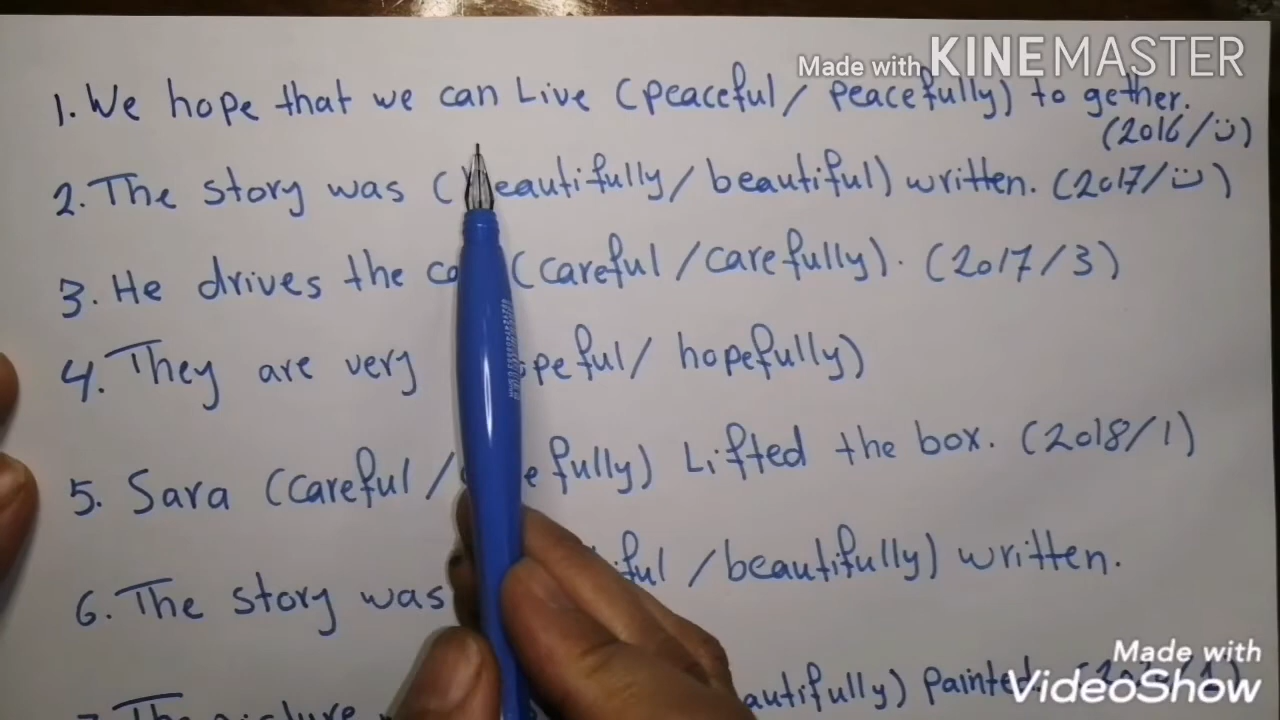 Made with KINEMASTER
1. We hope that we can Live (peaceful / peacefully) to gether.
(2016/ت)
2. The story was (beautifully / beautiful) written. (2017/ت)
3. He drives the (careful / carefully). (2017/3)
4. They are very / hopefully)
5. Sara (careful / Lifted the box. (2018/1)
6. The story was / beautifully) written.
The painted.
Made with
VideoShow